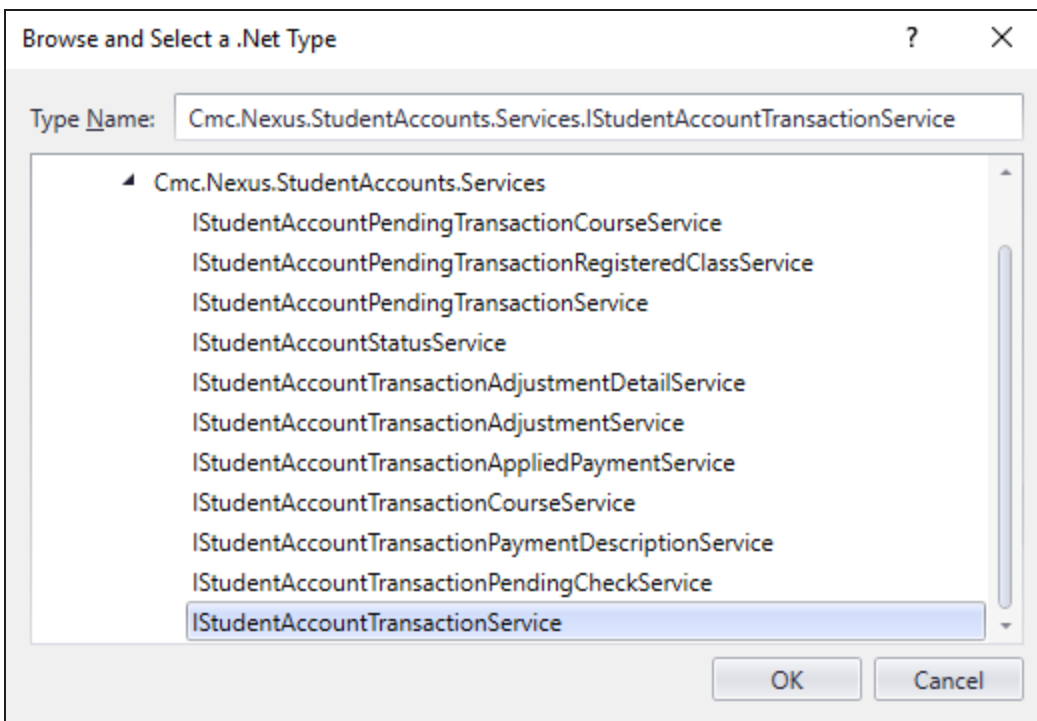 Browse and Select a .Net Type
?
Type Name: Cmc.Nexus.StudentAccounts.Services.IStudentAccountTransactionService
Cmc.Nexus.StudentAccounts.Services
IStudentAccountPendingTransactionCourseService
IStudentAccountPendingTransactionRegisteredClassService
IStudentAccountPendingTransactionService
IStudentAccountStatusService
IStudentAccountTransactionAdjustmentDetailService
IStudentAccountTransactionAdjustmentService
IStudentAccountTransactionAppliedPaymentService
IStudentAccountTransactionCourseService
IStudentAccountTransactionPaymentDescriptionService
IStudentAccountTransactionPendingCheckService
IStudentAccountTransactionService
OK Cancel